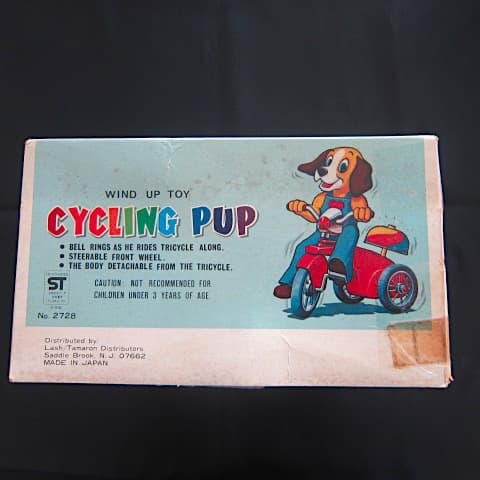 WIND UP TOY
CYCLING PUP
• BELL RINGS AS HE RIDES TRICYCLE ALONG.
• STEERABLE FRONT WHEEL.
• THE BODY DETACHABLE FROM THE TRICYCLE.
ST
CAUTION: NOT RECOMMENDED FOR
CHILDREN UNDER 3 YEARS OF AGE.
No. 2728
Distributed by
Lash/Tamaron Distributors
Saddle Brook, N. J. 07662
MADE IN JAPAN